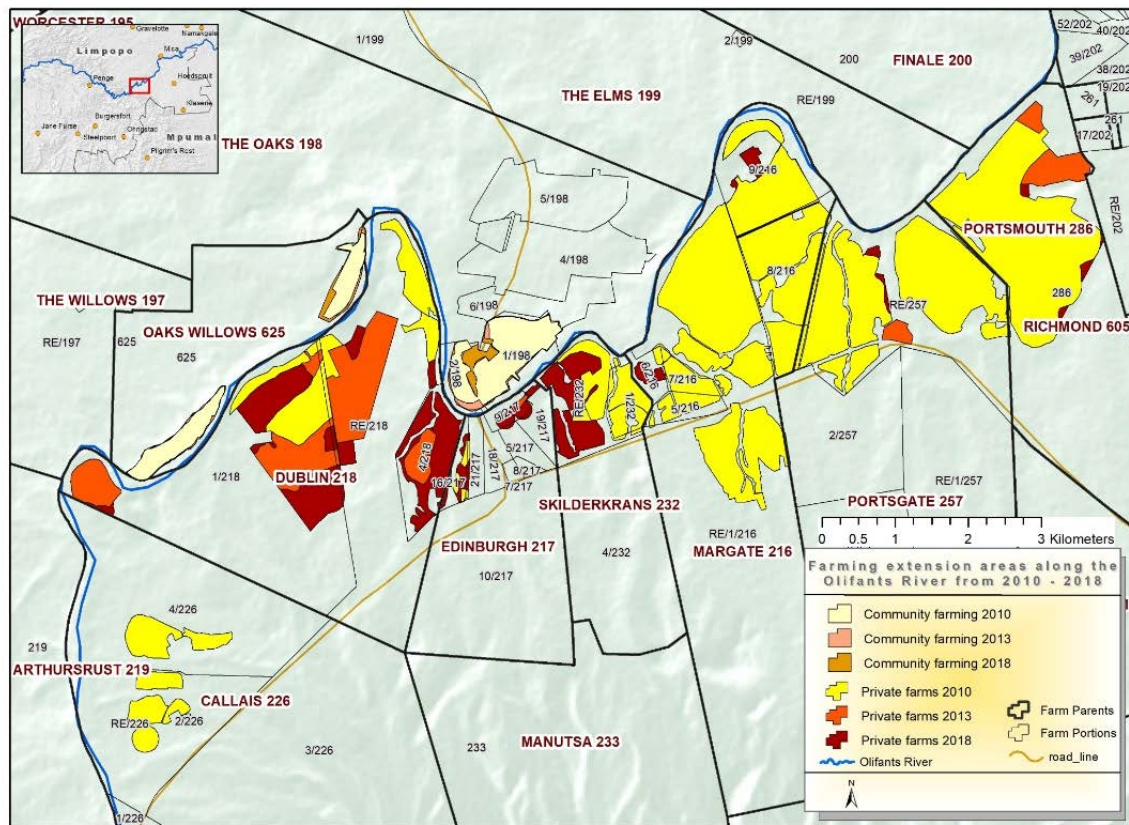 WORCESTER 195
Gravelotte
Namakgale
Limpopo
Mica
Penge
Hoedspruit
Klaserie
Burgersfort
Jane Furse
Ohrigstad
Steelpoort
Mpumal
Pilgrim's Rest
1/199
2/199
200
FINALE 200
52/202
40/202
39/202
38/202
19/202
261
261
17/202
THE ELMS 199
RE/199
THE OAKS 198
9/216
5/198
RE/202
PORTSMOUTH 286
4/198
8/216
THE WILLOWS 197
6/198
RE/257
286
RICHMOND 605
RE/197
625
OAKS WILLOWS 625
625
1/198
2/198
RE/232
6/216
7/216
1/232
5/216
9/217
19/217
RE/218
2/257
4/218
5/217
18/217
21/217
8/217
7/217
1/218
DUBLIN 218
16/217
RE/1/257
SKILDERKRANS 232
PORTSGATE 257
RE/1/216
EDINBURGH 217
4/232
MARGATE 216
10/217
0 0.5 1 2 3 Kilometers
Farming extension areas along the
Olifants River from 2010 - 2018
Community farming 2010
Community farming 2013
Community farming 2018
Private farms 2010
Private farms 2013
Private farms 2018
Olifants River
Farm Parents
Farm Portions
road_line
N
4/226
219
ARTHURSRUST 219
CALLAIS 226
RE/226
2/226
3/226
233
MANUTSA 233
1/226